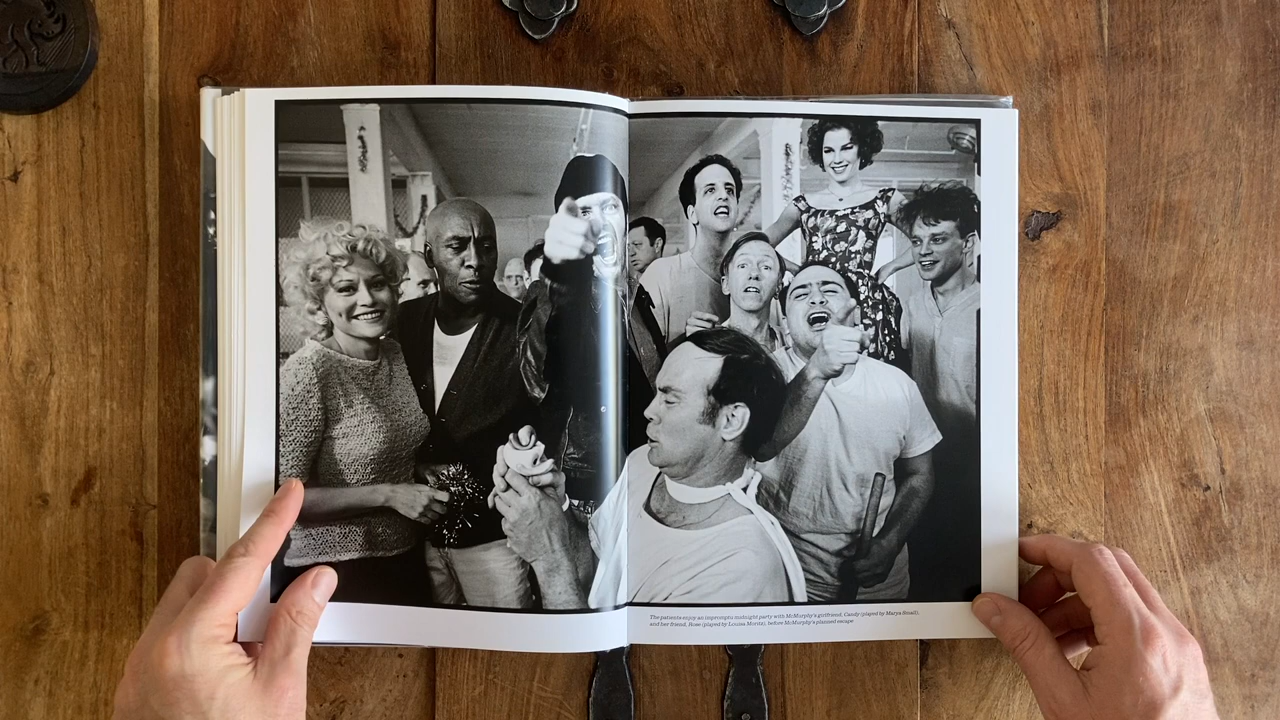 The patients enjoy an impromptu midnight party with McMurphy's girlfriend, Candy (played by Marya Small),
and her friend, Rose (played by Louisa Moritz), before McMurphy's planned escape